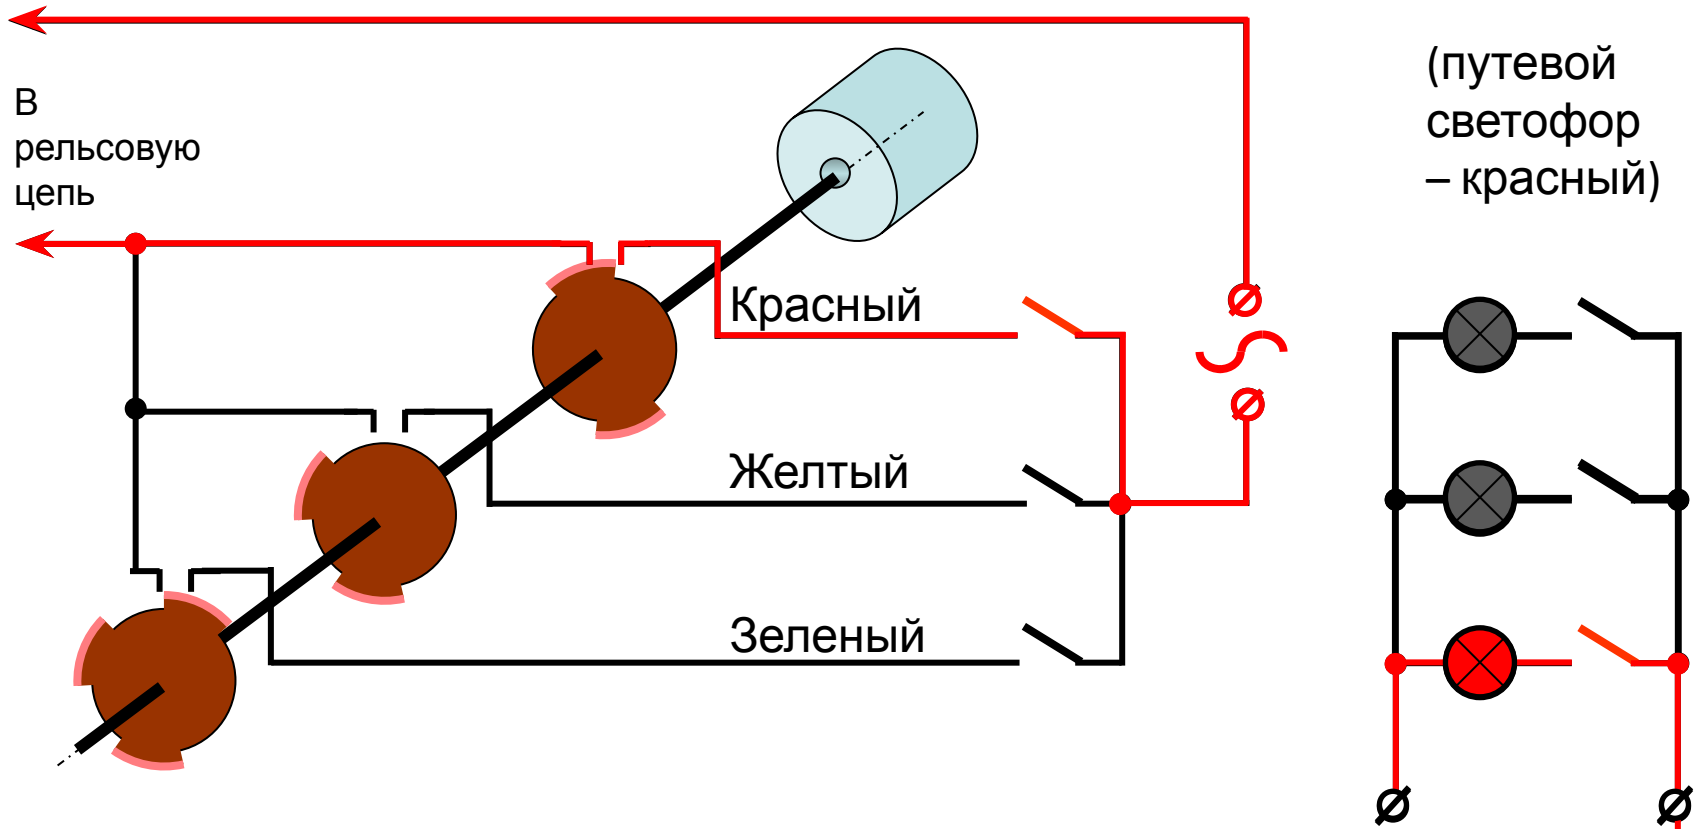 В
рельсовую
цепь
(путевой
светофор
– красный)
Красный
Желтый
Зеленый